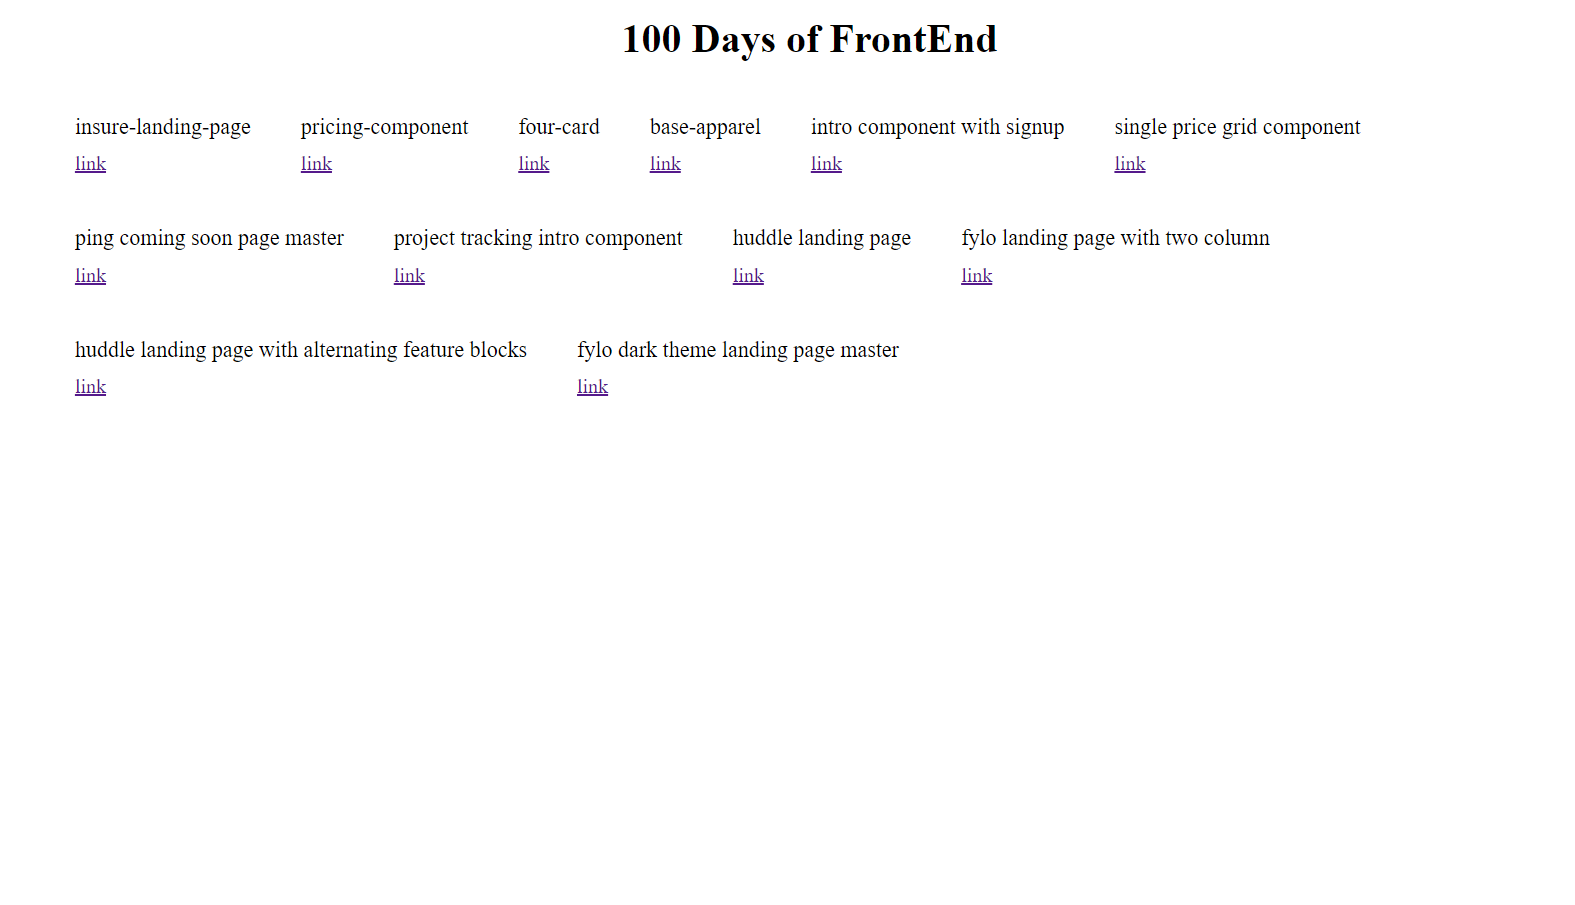 100 Days of FrontEnd
insure-landing-page pricing-component four-card base-apparel intro component with signup single price grid component
link link link link link link
ping coming soon page master project tracking intro component huddle landing page fylo landing page with two column
link link link link
huddle landing page with alternating feature blocks fylo dark theme landing page master
link link